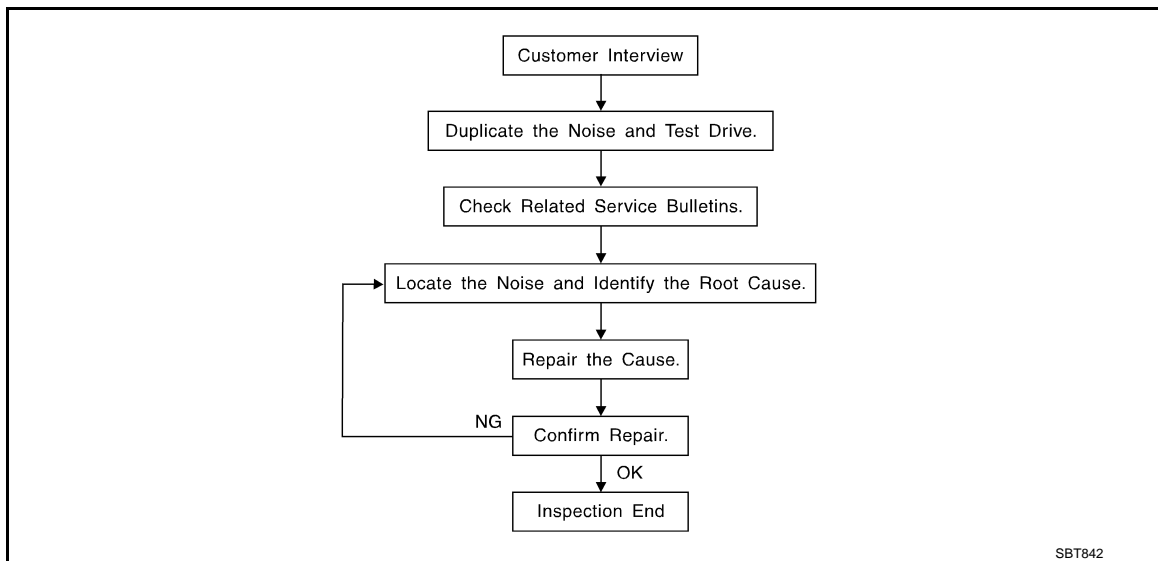 Customer Interview
Duplicate the Noise and Test Drive.
Check Related Service Bulletins.
Locate the Noise and Identify the Root Cause.
Repair the Cause.
NG
Confirm Repair.
OK
Inspection End
SBT842